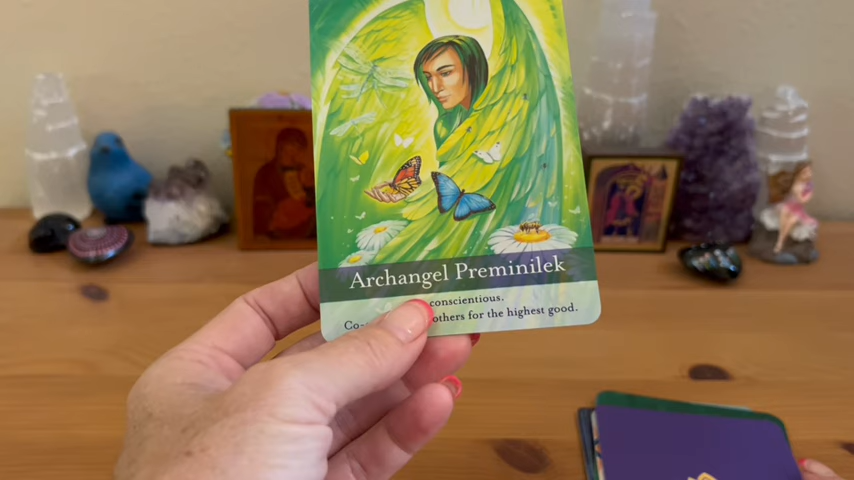 Archangel Preminilek
conscientious.
Co- others for the highest good.